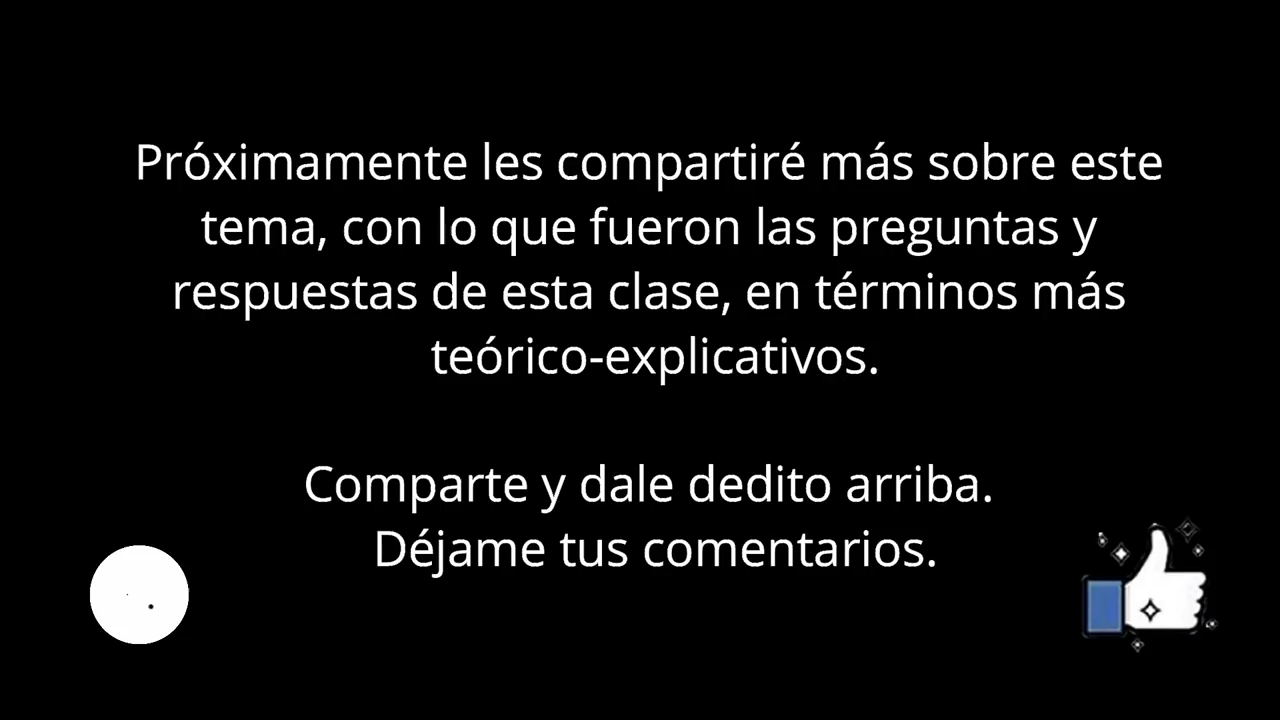 Próximamente les compartiré más sobre este
tema, con lo que fueron las preguntas y
respuestas de esta clase, en términos más
teórico-explicativos.
Comparte y dale dedito arriba.
Déjame tus comentarios.